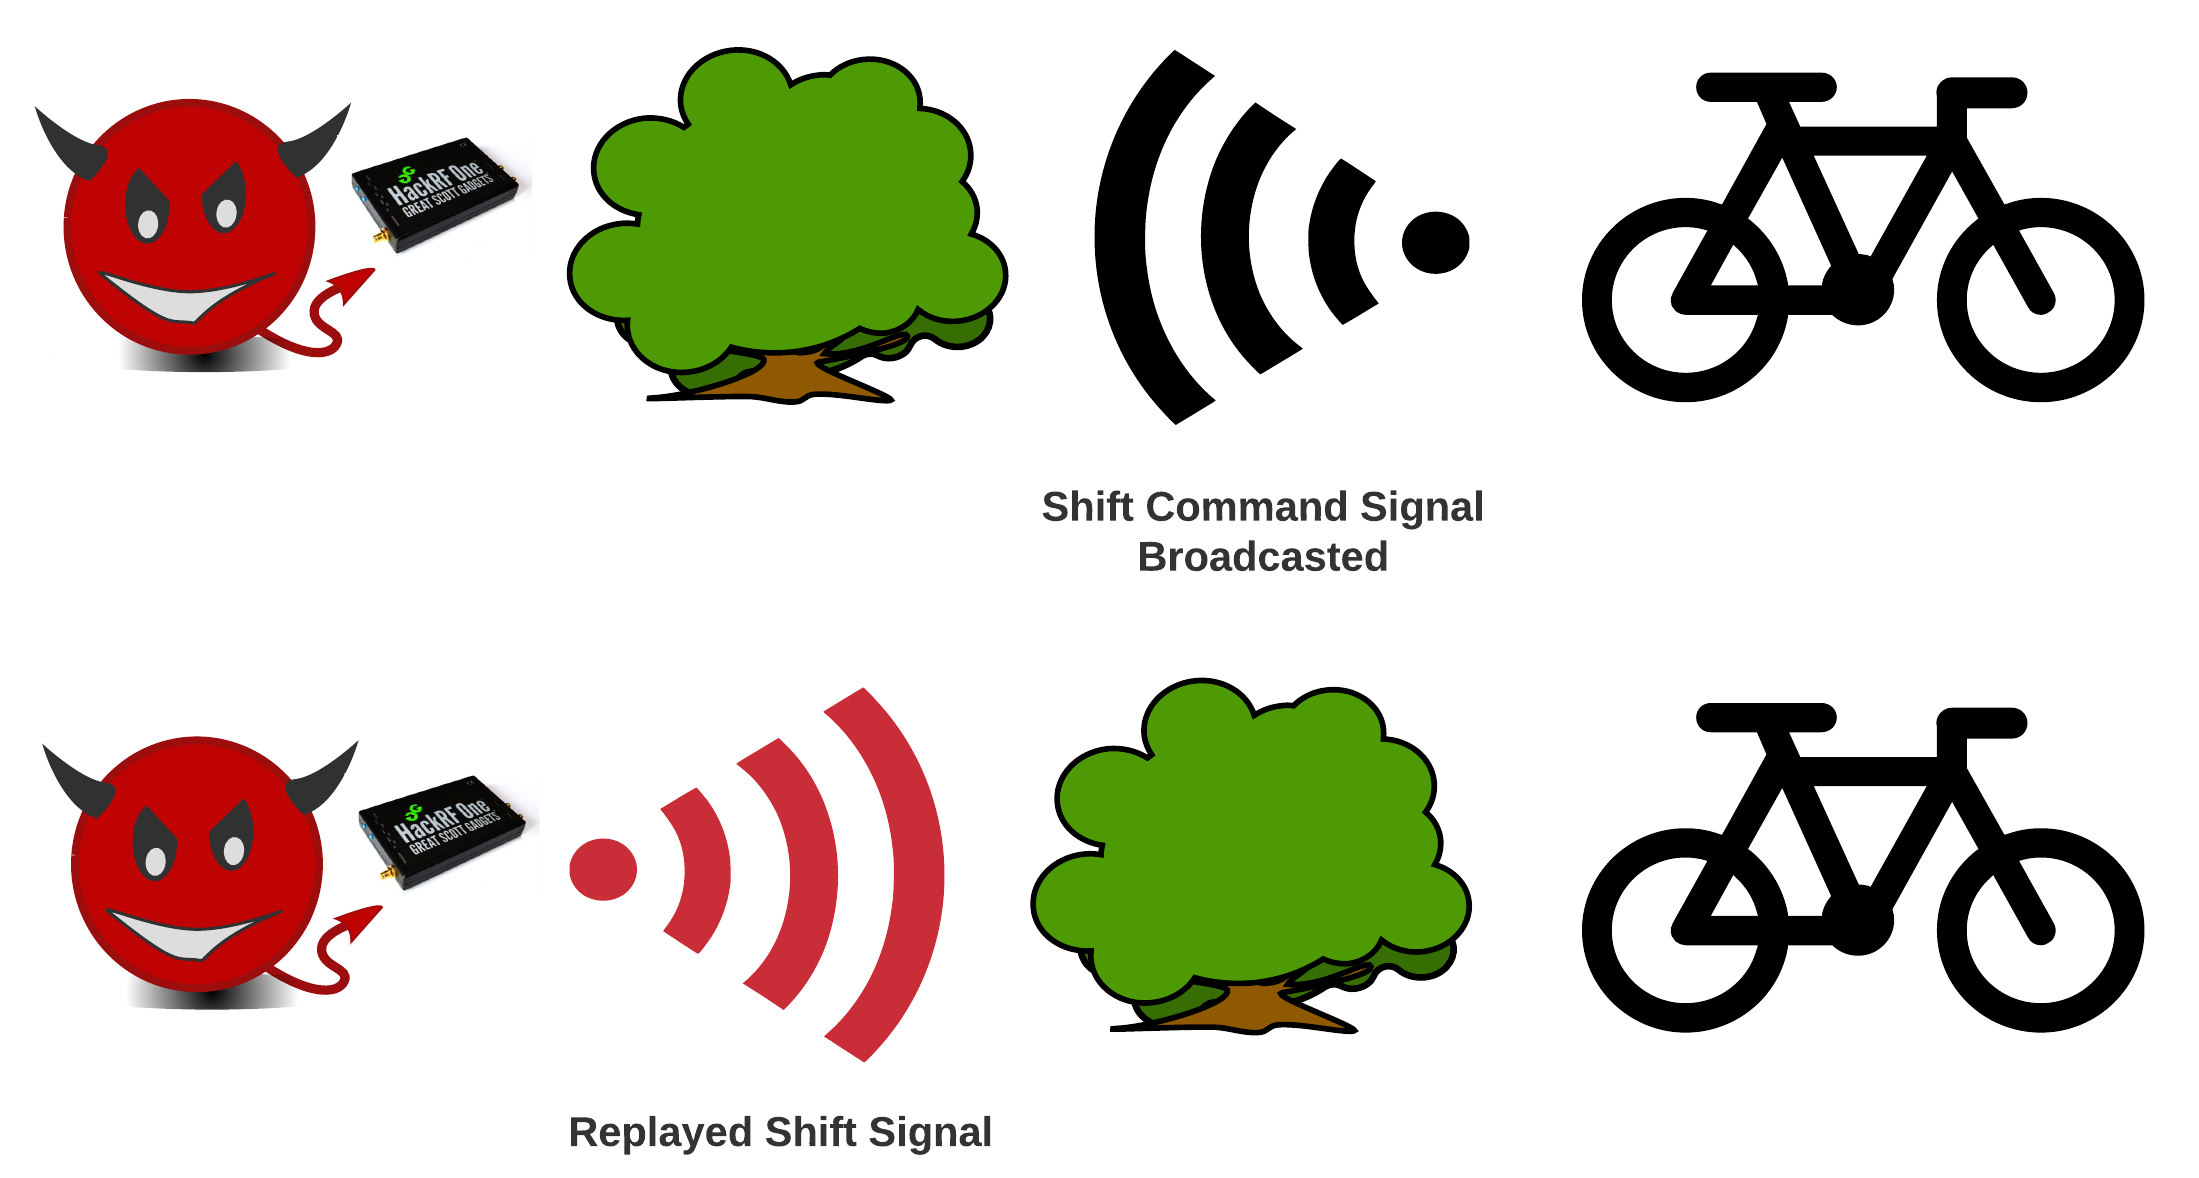 HackRF One
GREAT SCOTT GADGETS
Shift Command Signal
Broadcasted
HackRF One
GREAT SCOTT GADGETS
Replayed Shift Signal